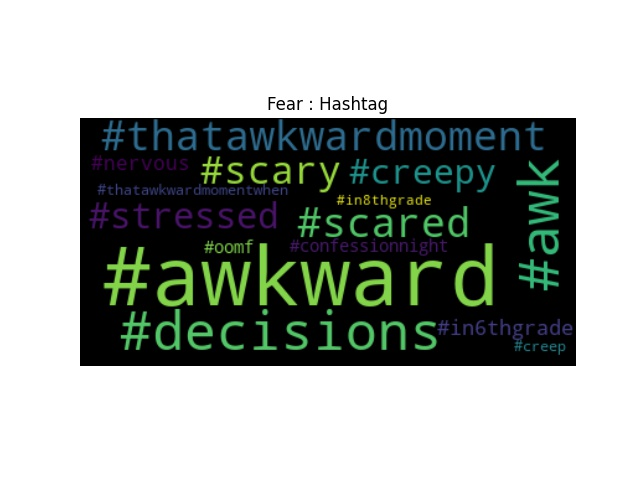 Fear : Hashtag
#thatawkwardmoment
#nervous
#scary
#creepy
#awk
#thatawkwardmomentwhen
#in8thgrade
#stressed
#scared
#oomf
#confessionnight
#awkward
#decisions
#in6thgrade
#creep